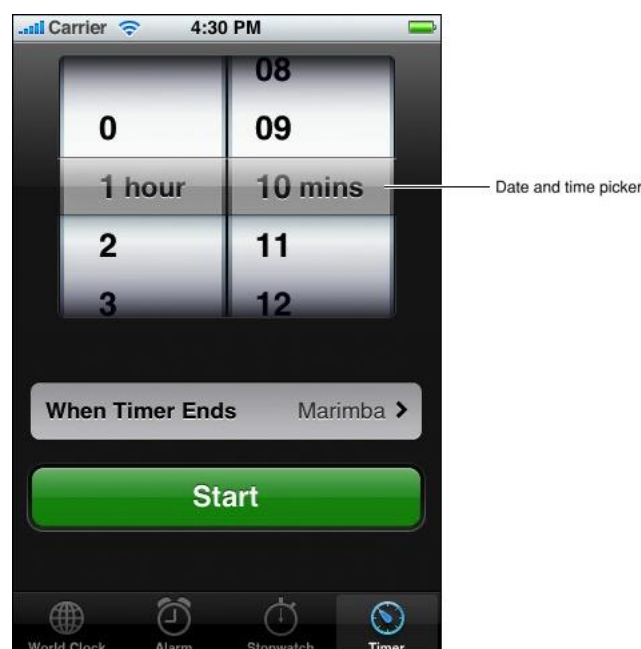 Carrier 4:30 PM
08
0 09
1 hour 10 mins
Date and time picker
2 11
3 12
When Timer Ends Marimba
Start
World Clock Alarm Stopwatch Timer